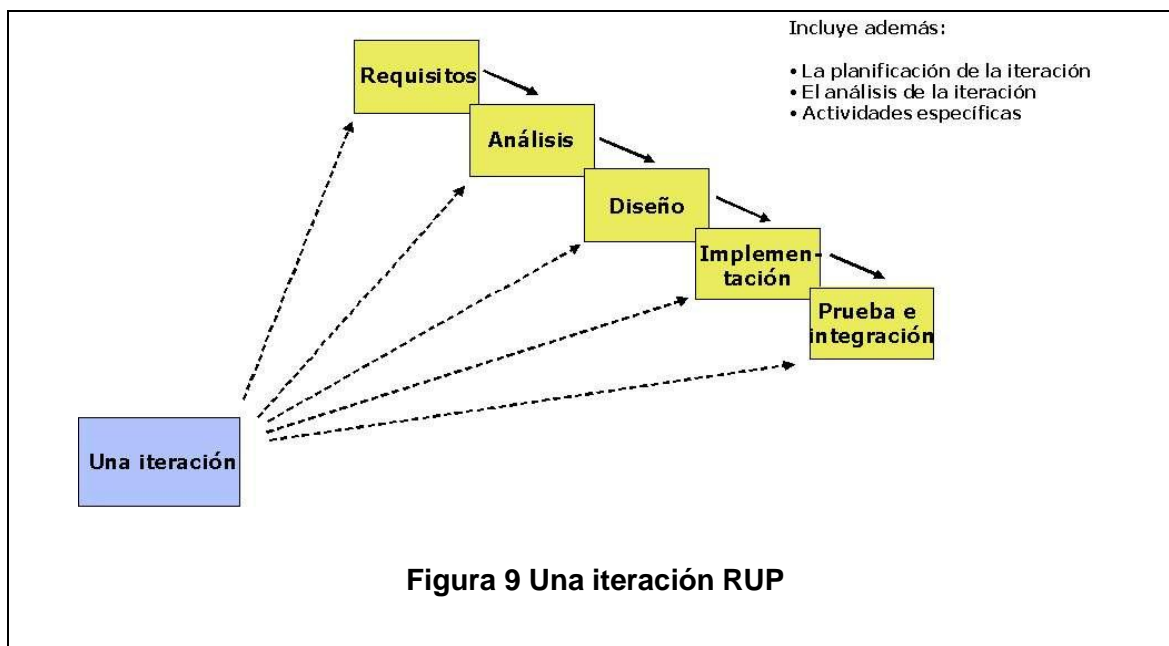 Incluye además:
• La planificación de la iteración
• El análisis de la iteración
• Actividades específicas
Requisitos
Análisis
Diseño
Implemen-
tación
Prueba e
integración
Una iteración
Figura 9 Una iteración RUP